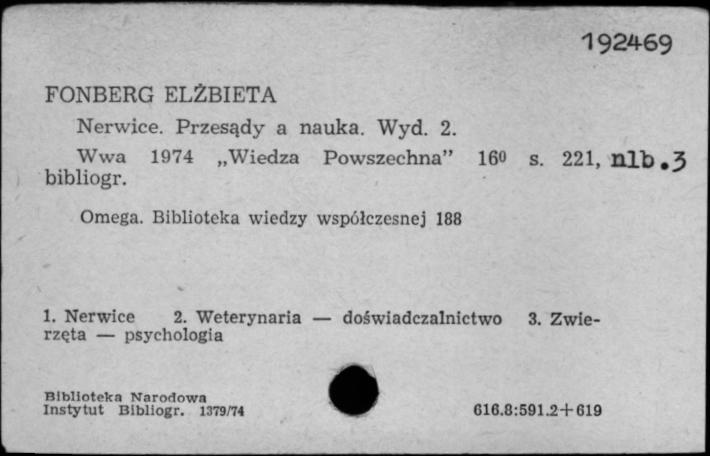 192469
FONBERG ELŻBIETA
Nerwice. Przesądy a nauka. Wyd. 2.
Wwa 1974 „Wiedza Powszechna” 16⁰ s. 221, nlb.3
bibliogr.
Omega. Biblioteka wiedzy współczesnej 188
1. Nerwice 2. Weterynaria — doświadczalnictwo 3. Zwie-
rzęta — psychologia
Biblioteka Narodowa
Instytut Bibliogr. 1379/74
616.8:591.2+619